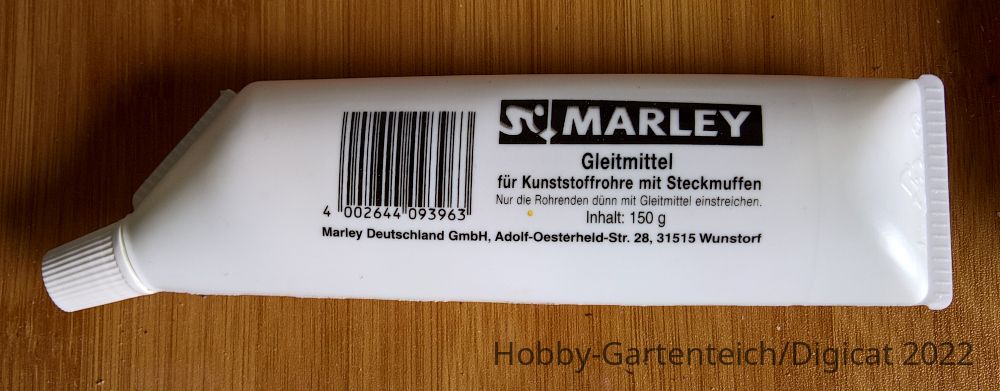 MARLEY
Gleitmittel
für Kunststoffrohre mit Steckmuffen
Nur die Rohrenden dünn mit Gleitmittel einstreichen.
Inhalt: 150 g
4 002644 093963
Marley Deutschland GmbH, Adolf-Oesterheld-Str. 28, 31515 Wunstorf
Hobby-Gartenteich/Digicat 2022